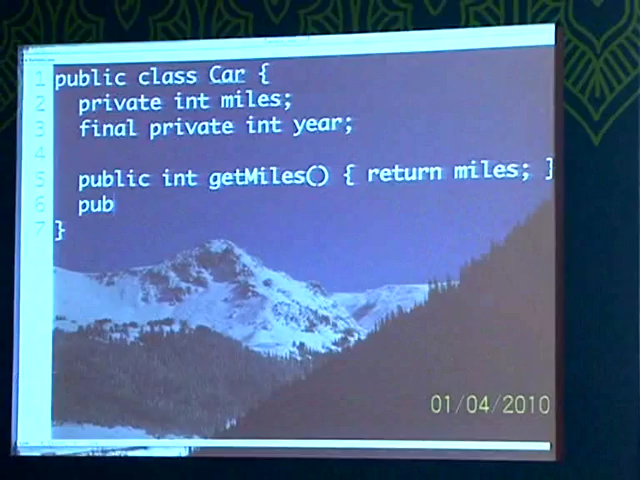 1 public class Car {
2 private int miles;
3 final private int year;
4
5 public int getMiles() { return miles; }
6 pub
7 }
01/04/2010